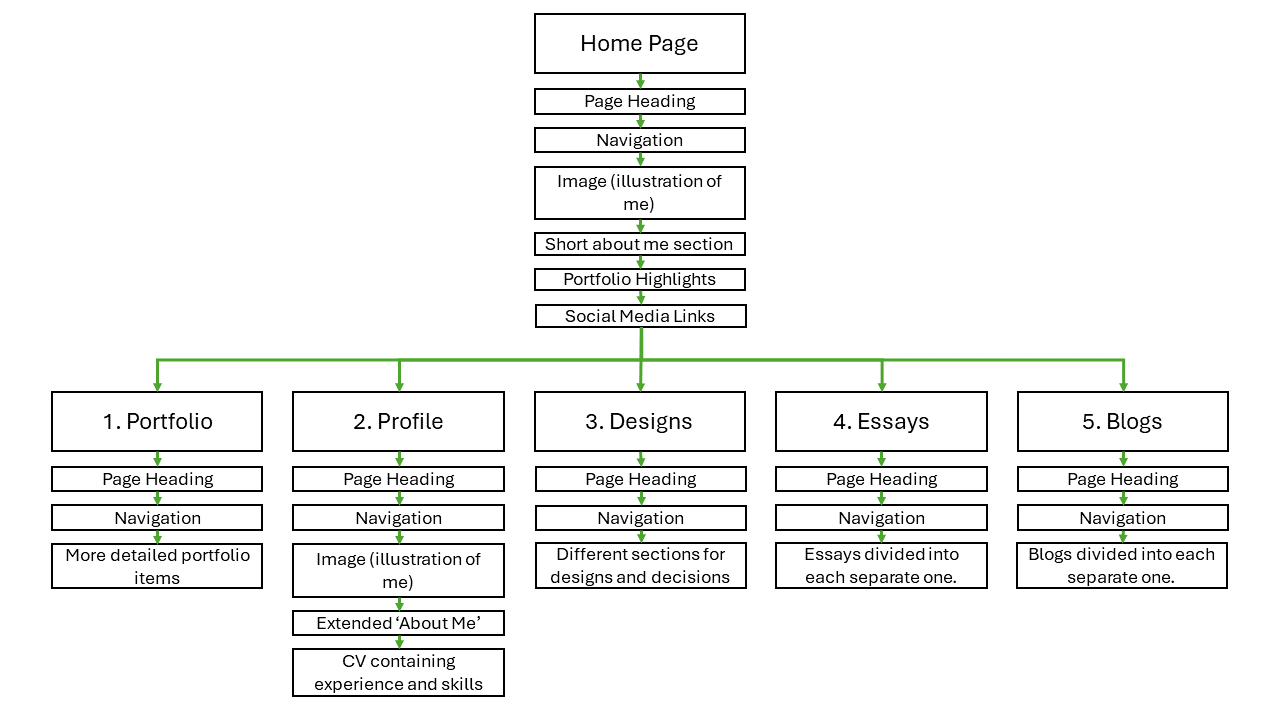 Home Page
Page Heading
Navigation
Image (illustration of
me)
Short about me section
Portfolio Highlights
Social Media Links
1. Portfolio
Page Heading
Navigation
More detailed portfolio
items
2. Profile
Page Heading
Navigation
Image (illustration of
me)
Extended ‘About Me’
CV containing
experience and skills
3. Designs
Page Heading
Navigation
Different sections for
designs and decisions
4. Essays
Page Heading
Navigation
Essays divided into
each separate one.
5. Blogs
Page Heading
Navigation
Blogs divided into each
separate one.